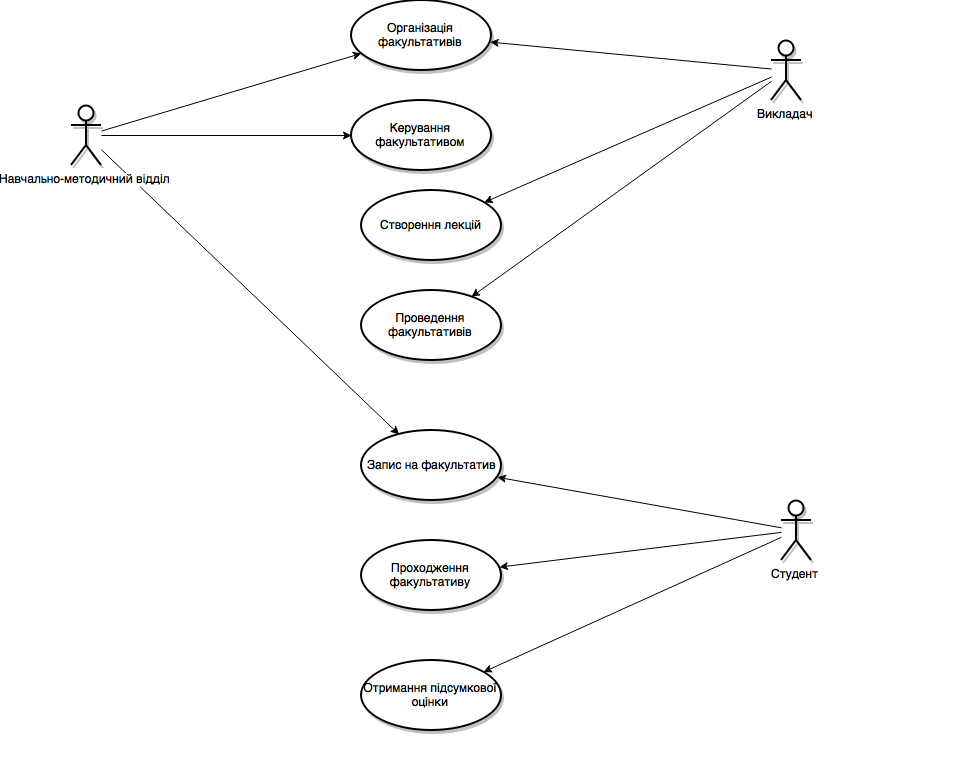 Організація
факультативів
Викладач
Керування
факультативом
Навчально-методичний відділ
Створення лекцій
Проведення
факультативів
Запис на факультатив
Проходження
факультативу
Студент
Отримання підсумкової
оцінки